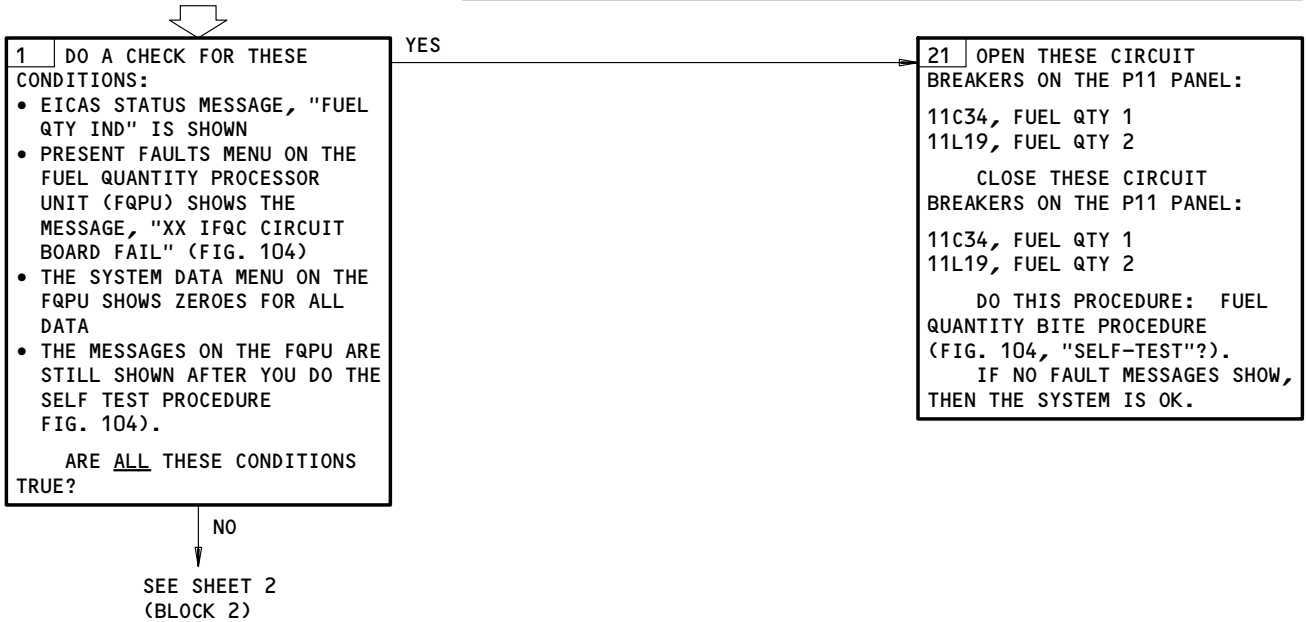 1 DO A CHECK FOR THESE
CONDITIONS:
• EICAS STATUS MESSAGE, "FUEL
QTY IND" IS SHOWN
• PRESENT FAULTS MENU ON THE
FUEL QUANTITY PROCESSOR
UNIT (FQPU) SHOWS THE
MESSAGE, "XX IFQC CIRCUIT
BOARD FAIL" (FIG. 104)
• THE SYSTEM DATA MENU ON THE
FQPU SHOWS ZEROES FOR ALL
DATA
• THE MESSAGES ON THE FQPU ARE
STILL SHOWN AFTER YOU DO THE
SELF TEST PROCEDURE
FIG. 104).
ARE ALL THESE CONDITIONS
TRUE?
YES
NO
SEE SHEET 2
(BLOCK 2)
21 OPEN THESE CIRCUIT
BREAKERS ON THE P11 PANEL:
11C34, FUEL QTY 1
11L19, FUEL QTY 2
CLOSE THESE CIRCUIT
BREAKERS ON THE P11 PANEL:
11C34, FUEL QTY 1
11L19, FUEL QTY 2
DO THIS PROCEDURE: FUEL
QUANTITY BITE PROCEDURE
(FIG. 104, "SELF-TEST"?).
IF NO FAULT MESSAGES SHOW,
THEN THE SYSTEM IS OK.